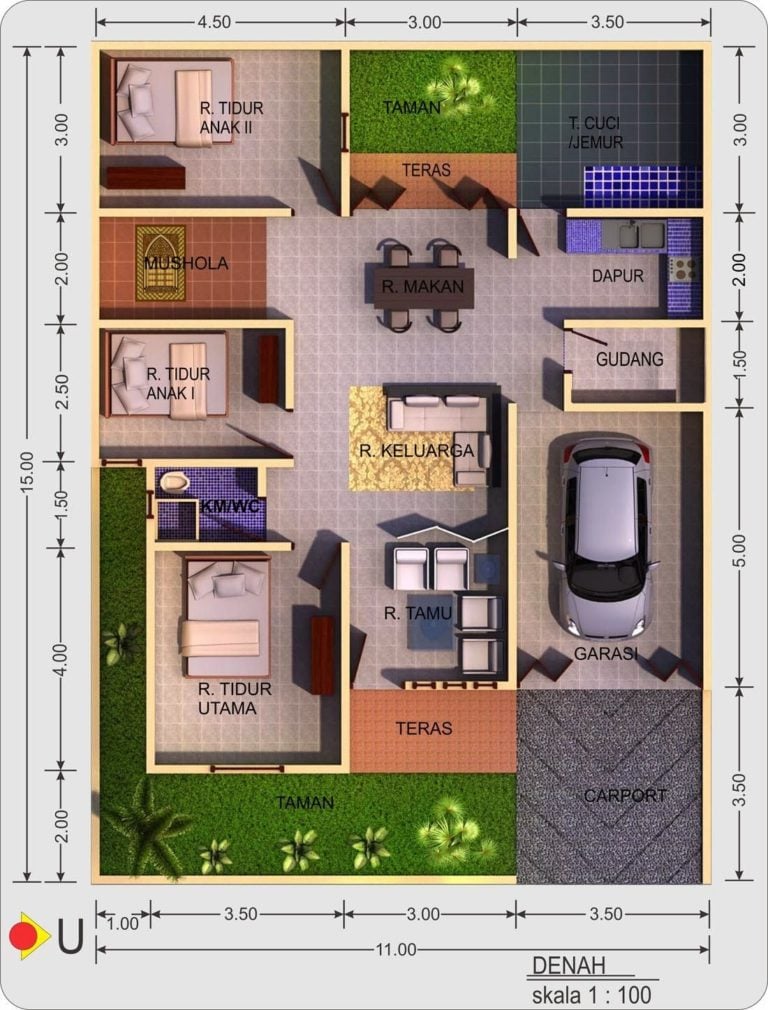 4.50
3.00
3.50
3.00
R. TIDUR
ANAK II
TAMAN
T. CUCI
/JEMUR
3.00
TERAS
2.00
MUSHOLA
R. MAKAN
DAPUR
2.00
GUDANG
1.50
2.50
R. TIDUR
ANAK I
R. KELUARGA
15.00
1.50
KM/WC
5.00
4.00
R. TAMU
GARASI
R. TIDUR
UTAMA
TERAS
2.00
TAMAN
CARPORT
3.50
1.00
3.50
3.00
3.50
U
11.00
DENAH
skala 1 : 100